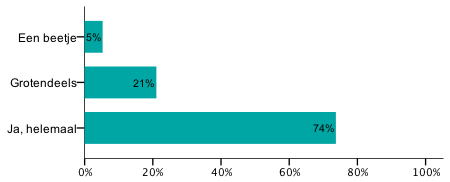 Een beetje 5%
Grotendeels 21%
Ja, helemaal 74%
0% 20% 40% 60% 80% 100%